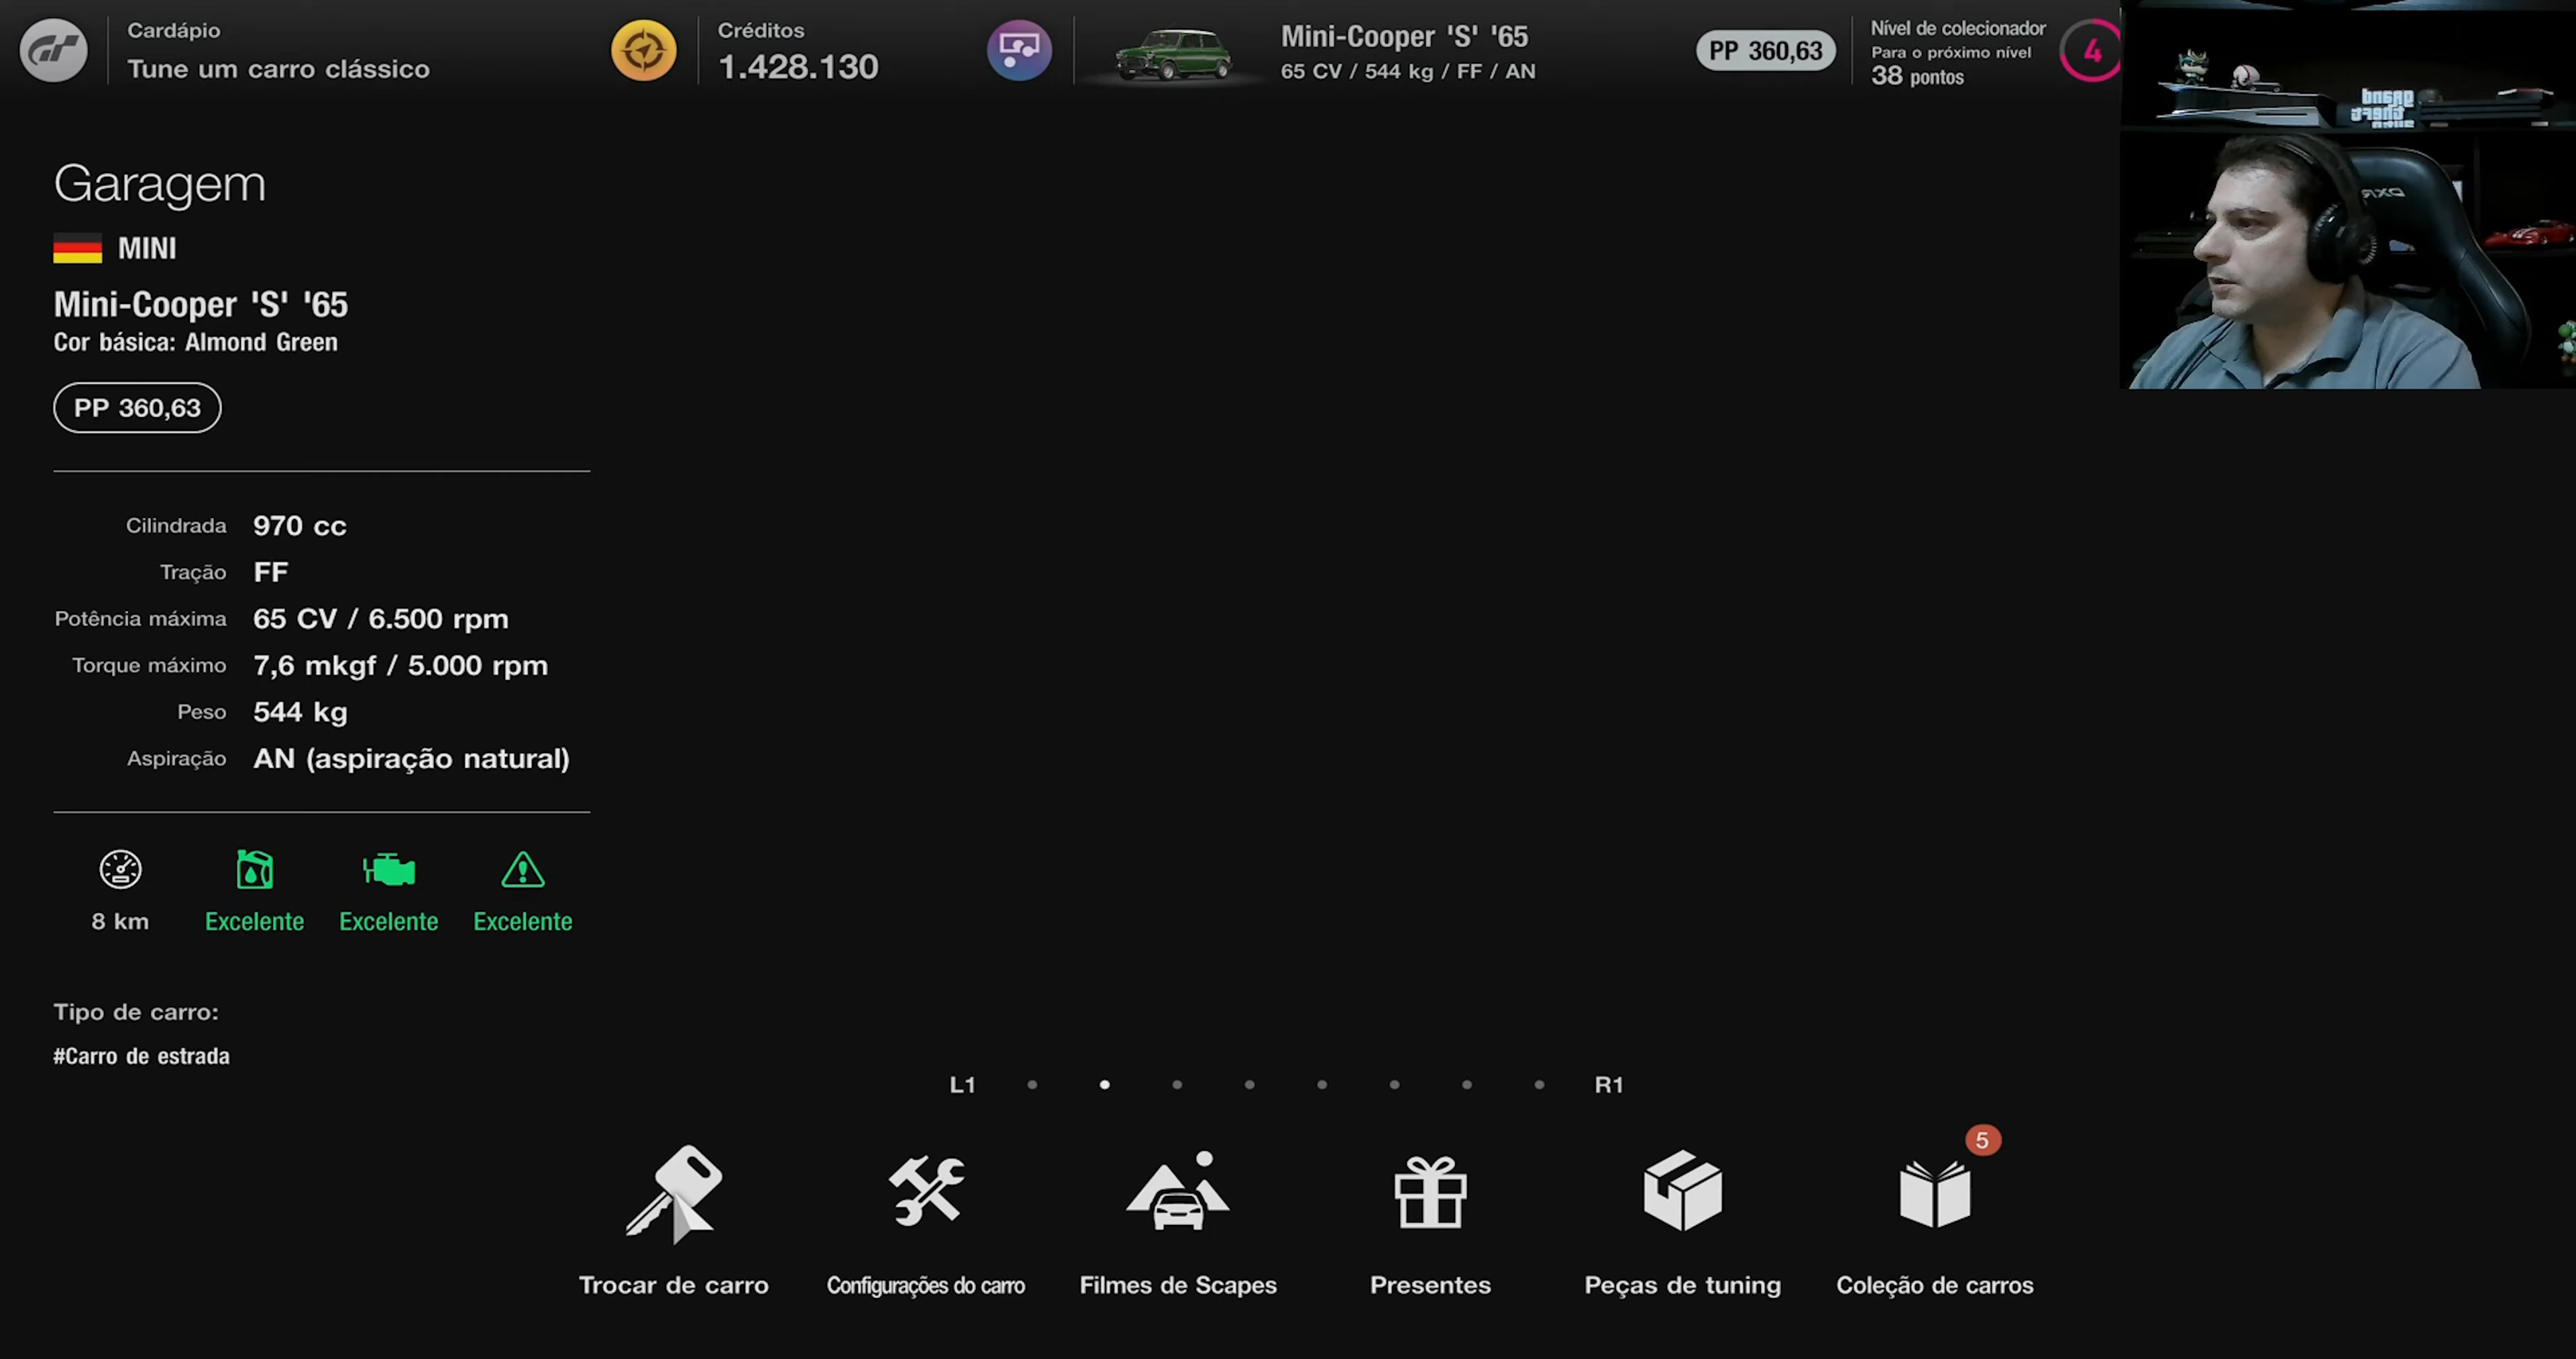 Cardápio
Tune um carro clássico
Créditos
1.428.130
Mini-Cooper 'S' '65
65 CV / 544 kg / FF / AN
PP 360,63
Nível de colecionador
Para o próximo nível
38 pontos
4
Garagem
MINI
Mini-Cooper 'S' '65
Cor básica: Almond Green
PP 360,63
Cilindrada 970 cc
Tração FF
Potência máxima 65 CV / 6.500 rpm
Torque máximo 7,6 mkgf / 5.000 rpm
Peso 544 kg
Aspiração AN (aspiração natural)
8 km Excelente Excelente Excelente
Tipo de carro:
#Carro de estrada
L1 R1
5
Trocar de carro Configurações do carro Filmes de Scapes Presentes Peças de tuning Coleção de carros